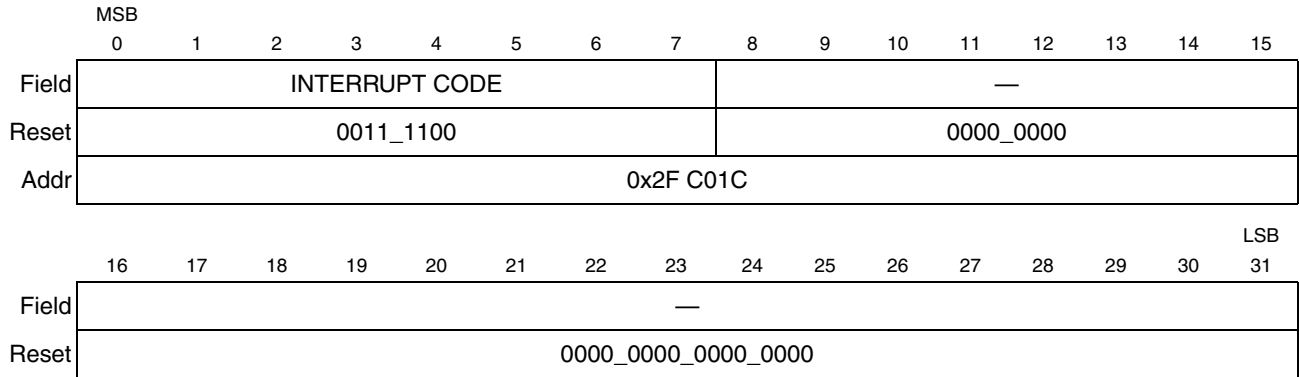 MSB
0 1 2 3 4 5 6 7 8 9 10 11 12 13 14 15
Field INTERRUPT CODE —
Reset 0011_1100 0000_0000
Addr 0x2F C01C
LSB
16 17 18 19 20 21 22 23 24 25 26 27 28 29 30 31
Field —
Reset 0000_0000_0000_0000